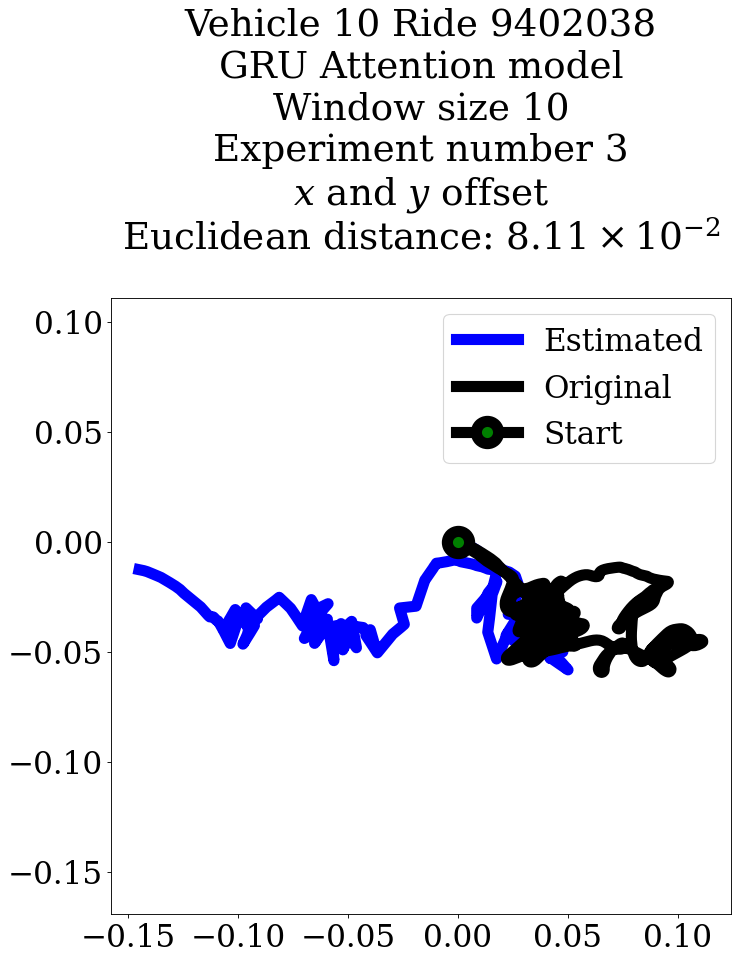 Vehicle 10 Ride 9402038
GRU Attention model
Window size 10
Experiment number 3
x and y offset
Euclidean distance: 8.11 × 10⁻²
Estimated
Original
Start
0.10
0.05
0.00
−0.05
−0.10
−0.15
−0.15 −0.10 −0.05 0.00 0.05 0.10